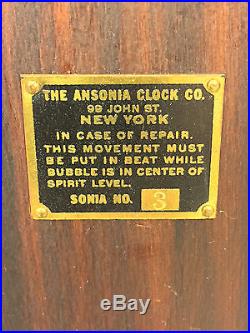 THE ANSONIA CLOCK CO.
99 JOHN ST.
NEW YORK
IN CASE OF REPAIR.
THIS MOVEMENT MUST
BE PUT IN BEAT WHILE
BUBBLE IS IN CENTER OF
SPIRIT LEVEL.
SONIA NO. 3